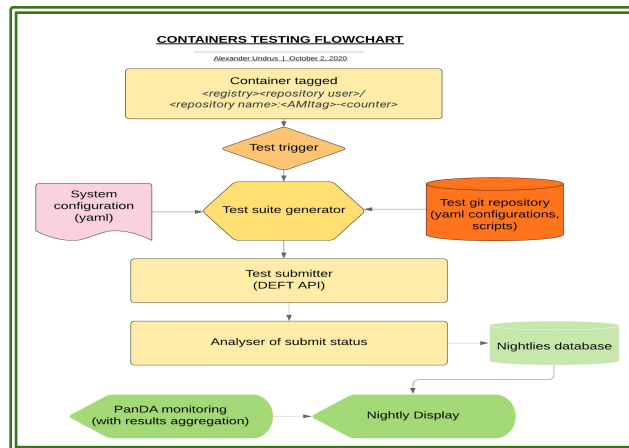 CONTAINERS TESTING FLOWCHART
Alexander Undrus | October 2, 2020
Container tagged
<registry><repository user>/
<repository name>:<AMItag>-<counter>
Test trigger
System
configuration
(yaml)
Test suite generator
Test git repository
(yaml configurations,
scripts)
Test submitter
(DEFT API)
Analyser of submit status
Nightlies database
PanDA monitoring
(with results aggregation)
Nightly Display